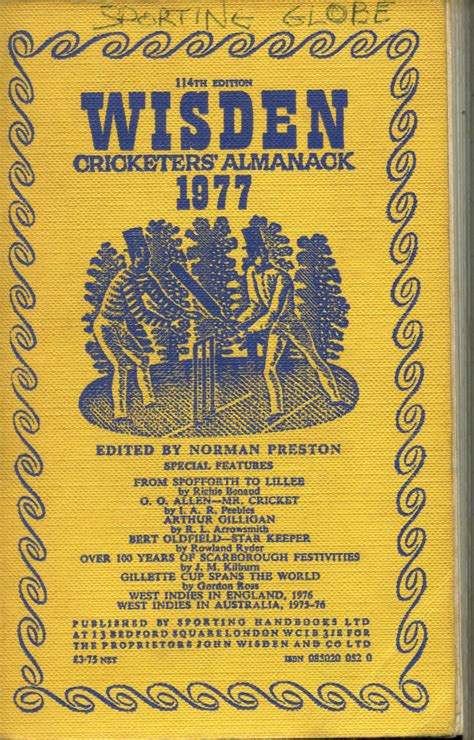 SPORTING GLOBE
114TH EDITION
WISDEN
CRICKETERS' ALMANACK
1977
EDITED BY NORMAN PRESTON
SPECIAL FEATURES
FROM SPOFFORTH TO LILLEE
by Richie Benaud
G. O. ALLEN—MR. CRICKET
by I. A. R. Peebles
ARTHUR GILLIGAN
by R. L. Arrowsmith
BERT OLDFIELD—STAR KEEPER
by Rowland Ryder
OVER 100 YEARS OF SCARBOROUGH FESTIVITIES
by J. M. Kilburn
GILLETTE CUP SPANS THE WORLD
by Gordon Ross
WEST INDIES IN ENGLAND, 1976
WEST INDIES IN AUSTRALIA, 1975-76
PUBLISHED BY SPORTING HANDBOOKS LTD
AT 13 BEDFORD SQUARE LONDON WC1B 3JE FOR
THE PROPRIETORS JOHN WISDEN AND CO LTD
£3·75 NET ISBN 085020 052 0